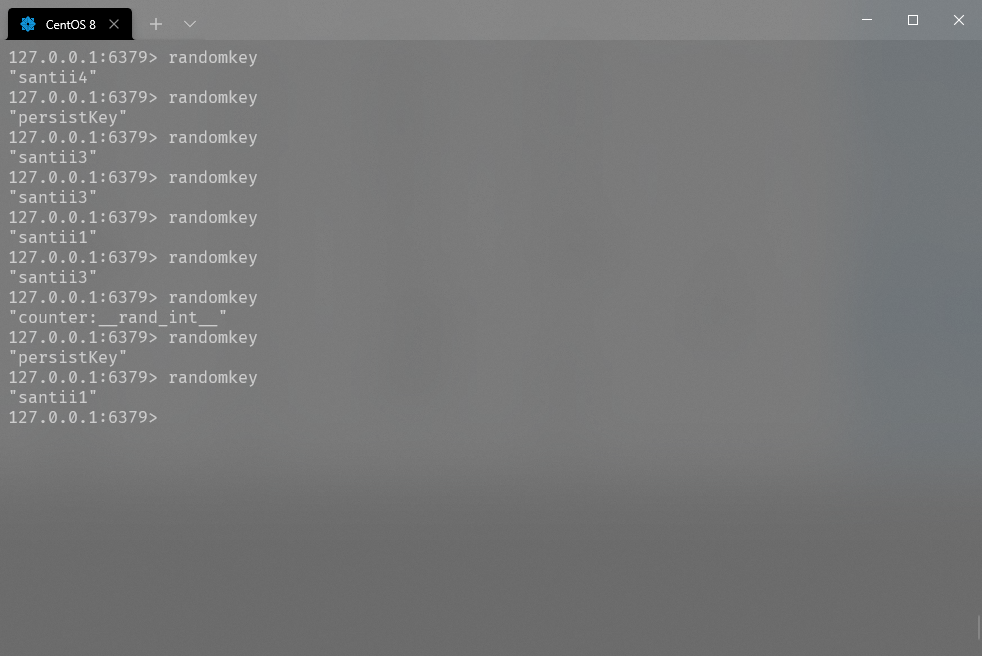 CentOS 8
127.0.0.1:6379> randomkey
"santii4"
127.0.0.1:6379> randomkey
"persistKey"
127.0.0.1:6379> randomkey
"santii3"
127.0.0.1:6379> randomkey
"santii3"
127.0.0.1:6379> randomkey
"santii1"
127.0.0.1:6379> randomkey
"santii3"
127.0.0.1:6379> randomkey
"counter:__rand_int__"
127.0.0.1:6379> randomkey
"persistKey"
127.0.0.1:6379> randomkey
"santii1"
127.0.0.1:6379>